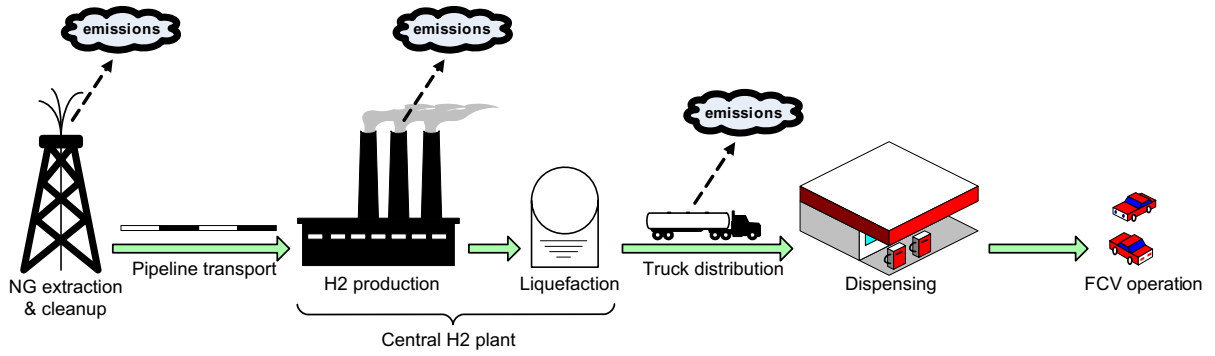 emissions
emissions
emissions
NG extraction
& cleanup
Pipeline transport
H2 production
Liquefaction
Truck distribution
Dispensing
FCV operation
Central H2 plant